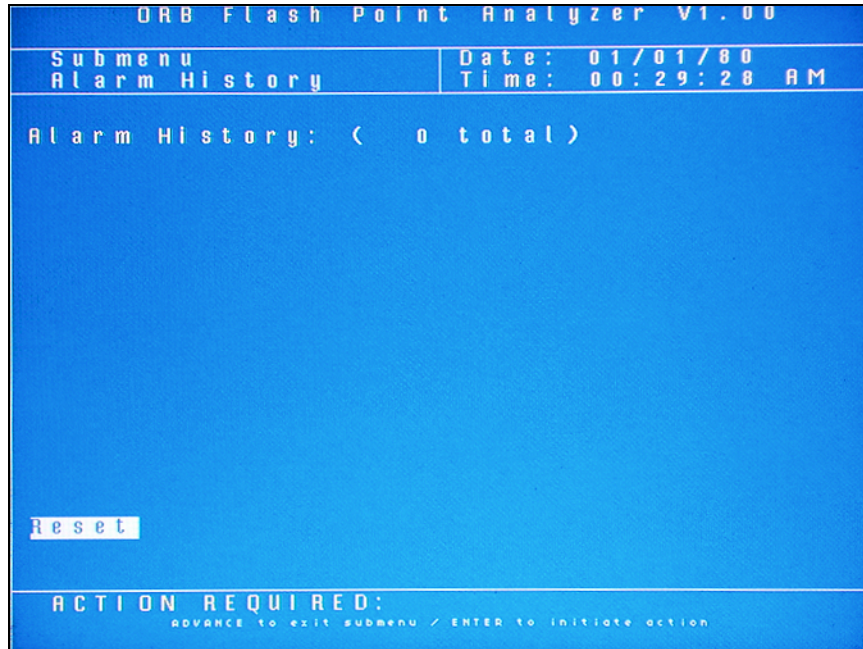 ORB Flash Point Analyzer V1.00
Submenu
Alarm History
Date: 01/01/80
Time: 00:29:28 AM
Alarm History: ( 0 total)
Reset
ACTION REQUIRED:
ADVANCE to exit submenu / ENTER to initiate action